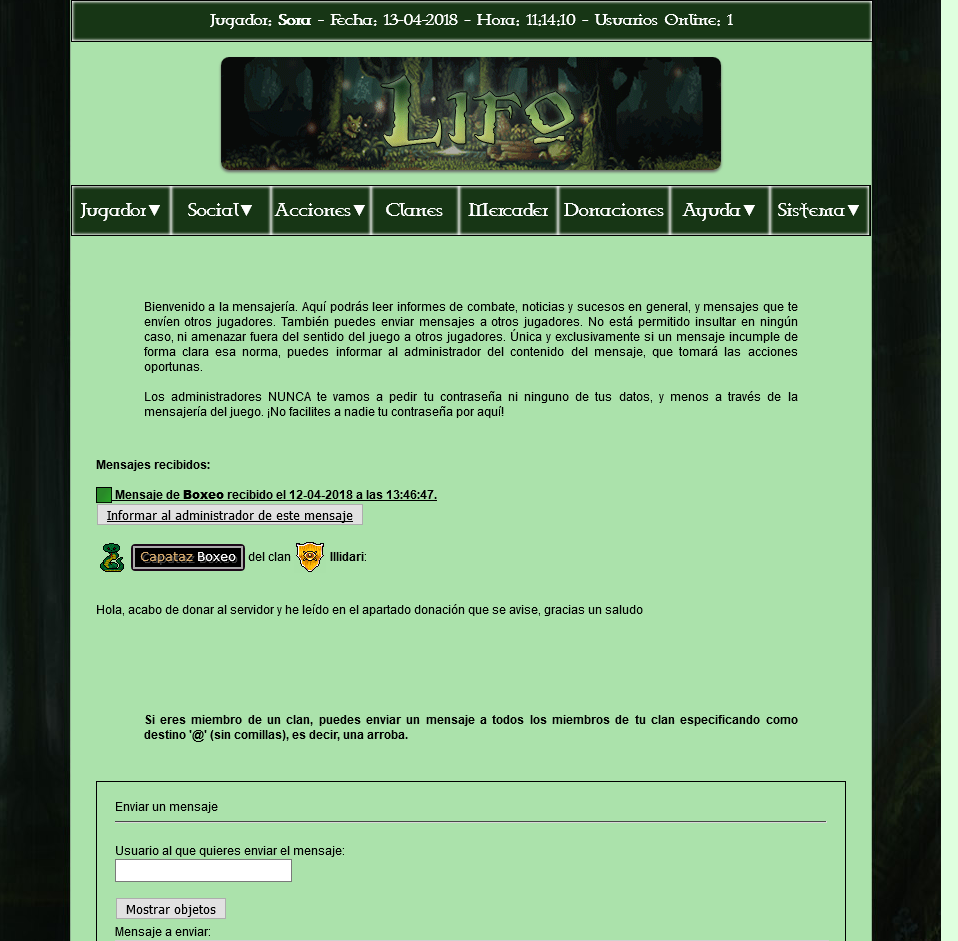 Jugador: Sora - Fecha: 13-04-2018 - Hora: 11:14:10 - Usuarios Online: 1
Lifo
Jugador▼ Social▼ Acciones▼ Clanes Mercader Donaciones Ayuda▼ Sistema▼
Bienvenido a la mensajería. Aquí podrás leer informes de combate, noticias y sucesos en general, y mensajes que te
envíen otros jugadores. También puedes enviar mensajes a otros jugadores. No está permitido insultar en ningún
caso, ni amenazar fuera del sentido del juego a otros jugadores. Única y exclusivamente si un mensaje incumple de
forma clara esa norma, puedes informar al administrador del contenido del mensaje, que tomará las acciones
oportunas.
Los administradores NUNCA te vamos a pedir tu contraseña ni ninguno de tus datos, y menos a través de la
mensajería del juego. ¡No facilites a nadie tu contraseña por aquí!
Mensajes recibidos:
Mensaje de Boxeo recibido el 12-04-2018 a las 13:46:47.
Informar al administrador de este mensaje
Capataz Boxeo del clan Illidari:
Hola, acabo de donar al servidor y he leído en el apartado donación que se avise, gracias un saludo
Si eres miembro de un clan, puedes enviar un mensaje a todos los miembros de tu clan especificando como
destino '@' (sin comillas), es decir, una arroba.
Enviar un mensaje
Usuario al que quieres enviar el mensaje:
Mostrar objetos
Mensaje a enviar: